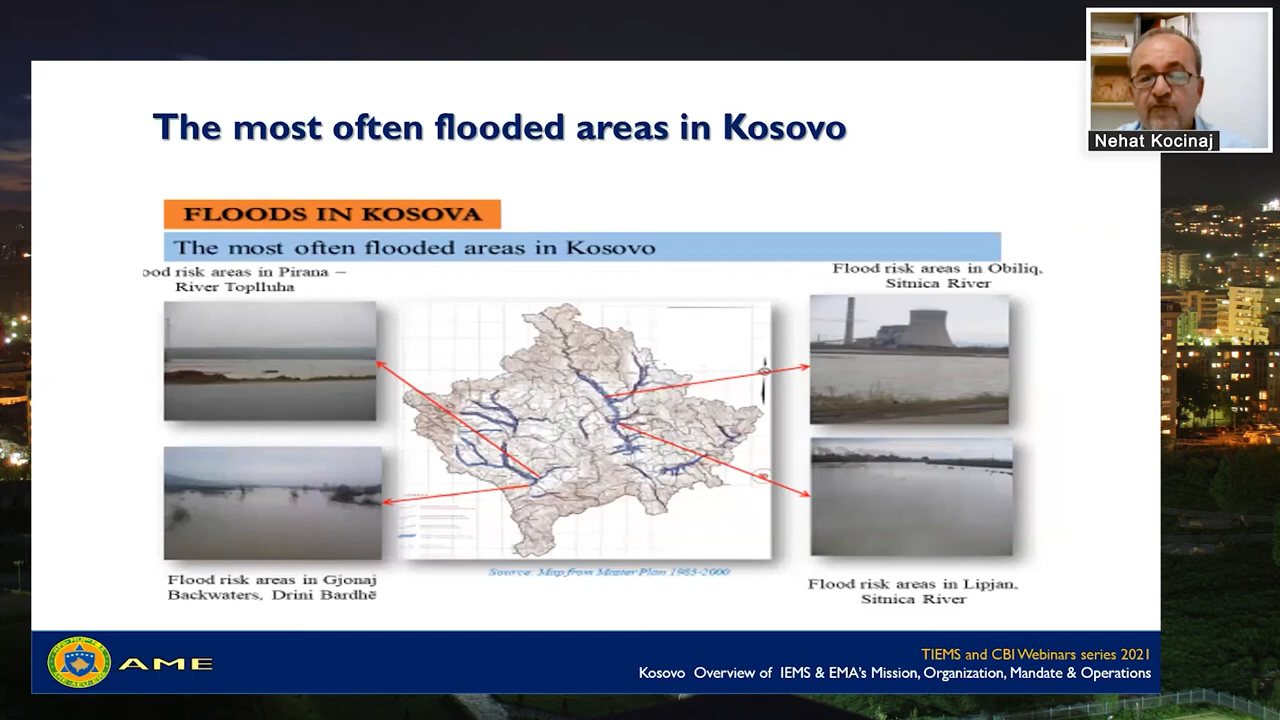 The most often flooded areas in Kosovo
Nehat Kocinaj
FLOODS IN KOSOVA
The most often flooded areas in Kosovo
ood risk areas in Pirana –
River Toplluha
Flood risk areas in Obiliq,
Sitnica River
Source: Map from Master Plan 1983-2000
Flood risk areas in Gjonaj
Backwaters, Drini Bardhë
Flood risk areas in Lipjan,
Sitnica River
AME
TIEMS and CBI Webinars series 2021
Kosovo Overview of IEMS & EMA's Mission, Organization, Mandate & Operations